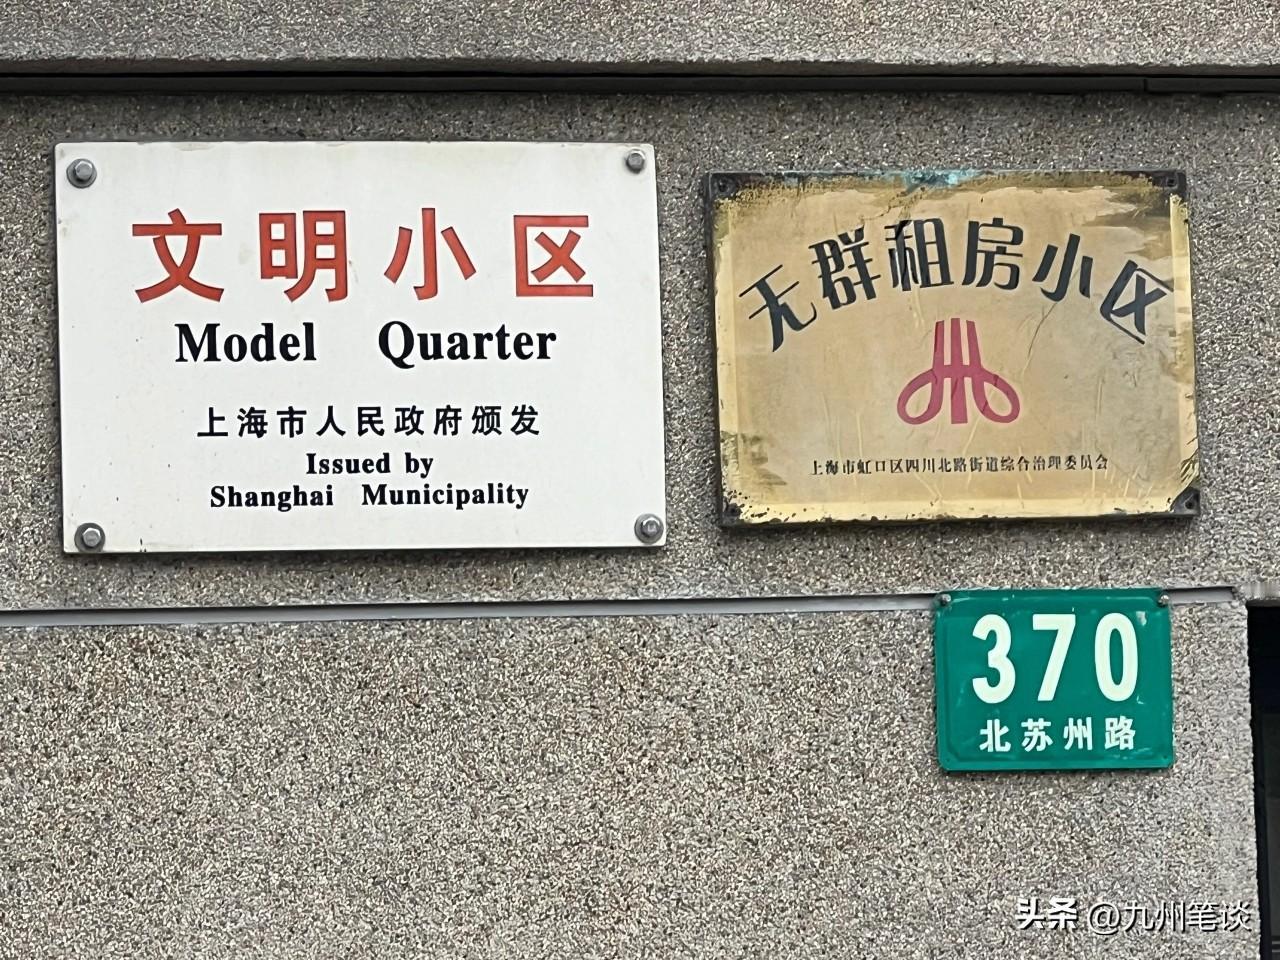 文明小区
Model Quarter
上海市人民政府颁发
Issued by
Shanghai Municipality
无群租房小区
上海市虹口区四川北路街道综合治理委员会
370
北苏州路
头条 @九州笔谈